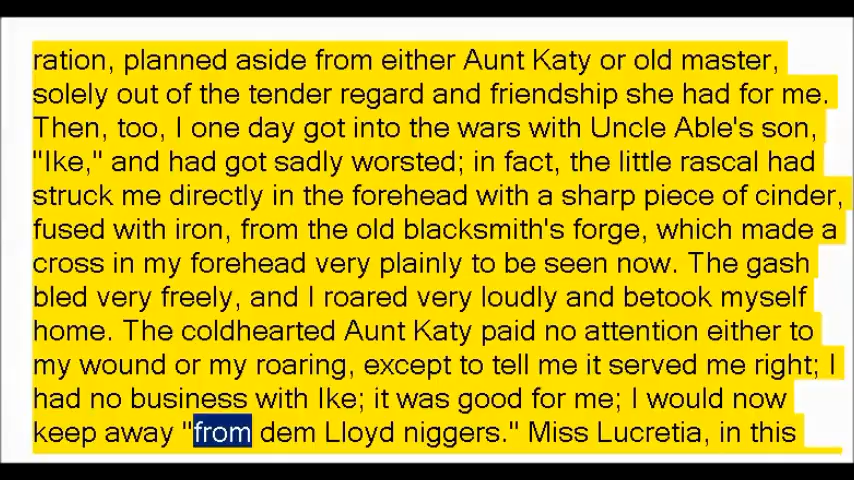 ration, planned aside from either Aunt Katy or old master,
solely out of the tender regard and friendship she had for me.
Then, too, I one day got into the wars with Uncle Able's son,
"Ike," and had got sadly worsted; in fact, the little rascal had
struck me directly in the forehead with a sharp piece of cinder,
fused with iron, from the old blacksmith's forge, which made a
cross in my forehead very plainly to be seen now. The gash
bled very freely, and I roared very loudly and betook myself
home. The coldhearted Aunt Katy paid no attention either to
my wound or my roaring, except to tell me it served me right; I
had no business with Ike; it was good for me; I would now
keep away "from dem Lloyd niggers." Miss Lucretia, in this